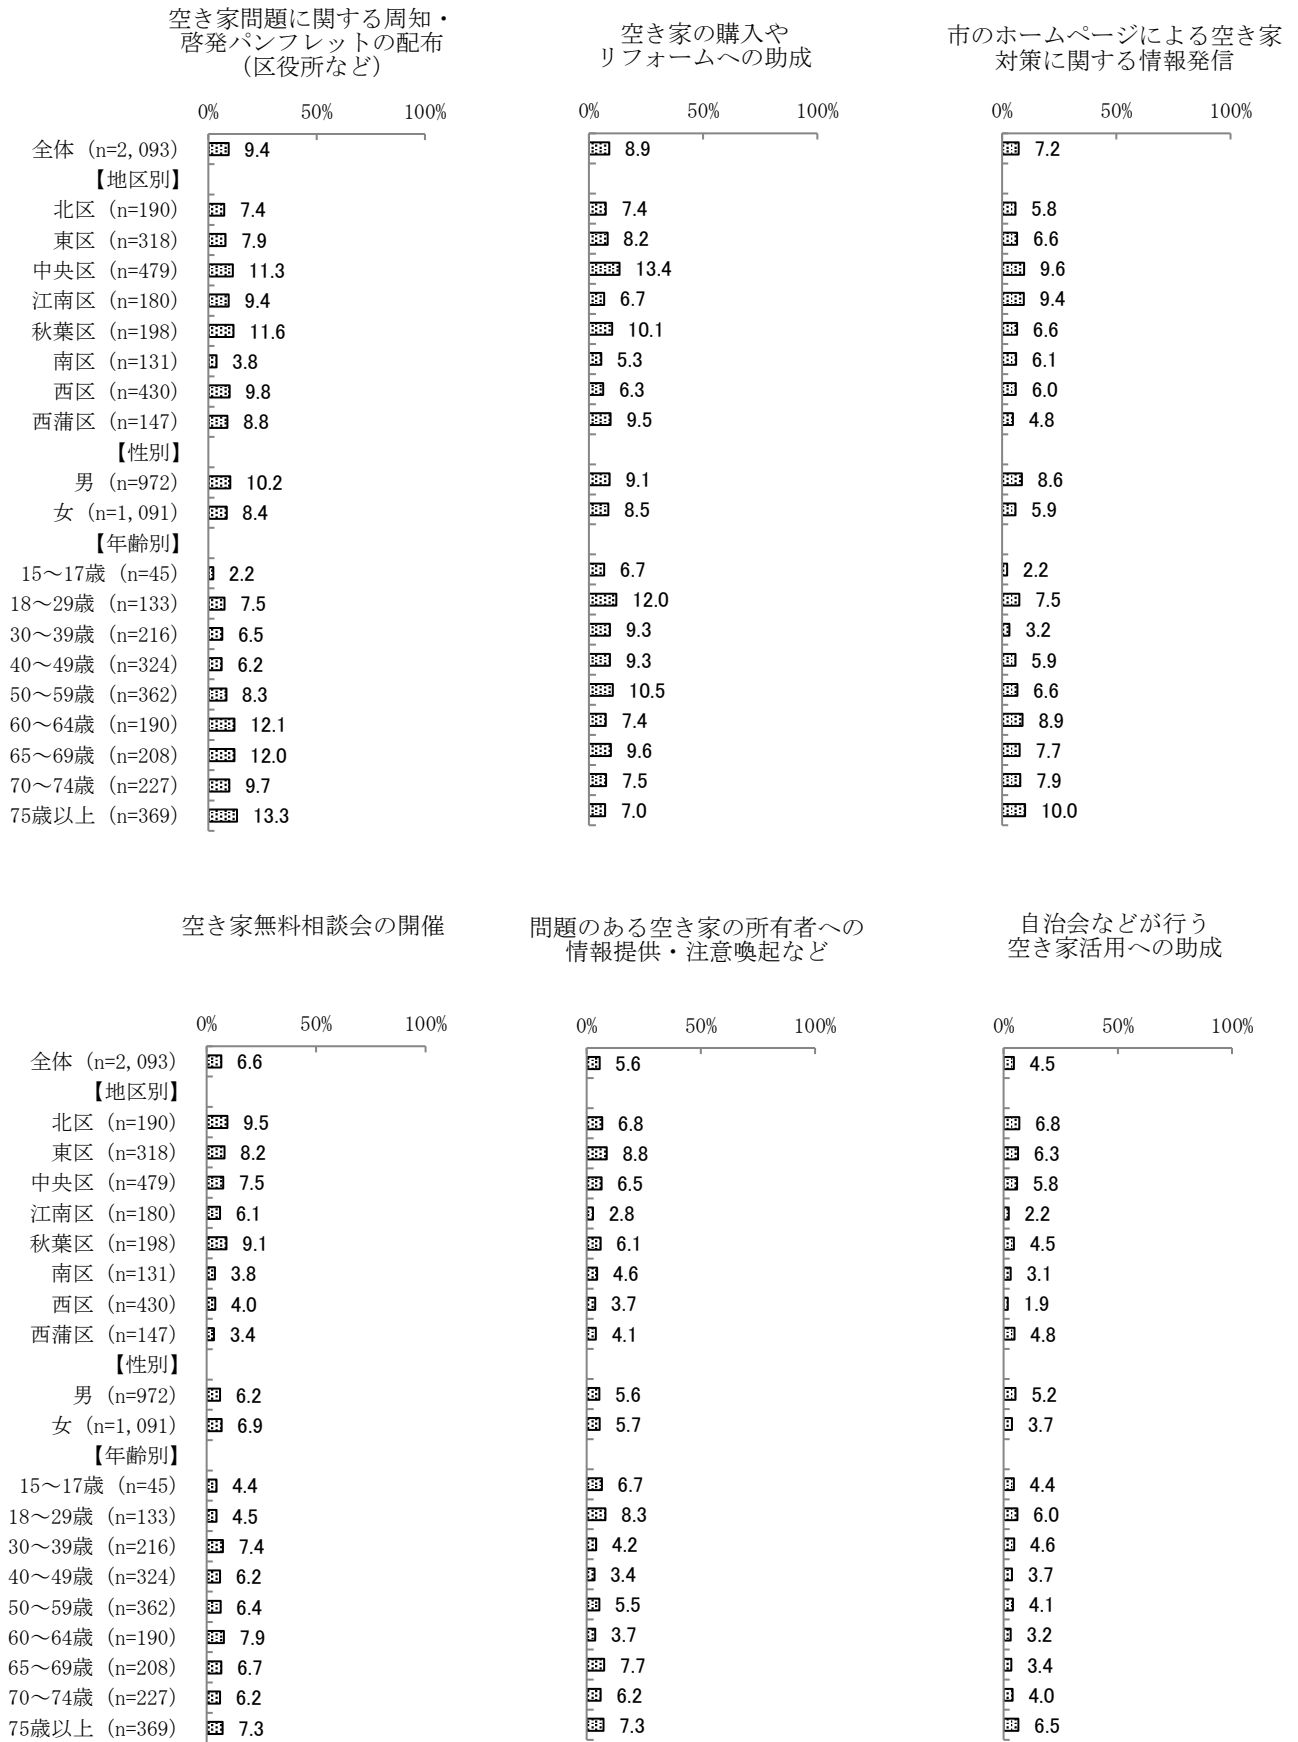 空き家問題に関する周知・
啓発パンフレットの配布
（区役所など）
0% 50% 100%
全体 (n=2,093) 9.4
【地区別】
北区 (n=190) 7.4
東区 (n=318) 7.9
中央区 (n=479) 11.3
江南区 (n=180) 9.4
秋葉区 (n=198) 11.6
南区 (n=131) 3.8
西区 (n=430) 9.8
西蒲区 (n=147) 8.8
【性別】
男 (n=972) 10.2
女 (n=1,091) 8.4
【年齢別】
15～17歳 (n=45) 2.2
18～29歳 (n=133) 7.5
30～39歳 (n=216) 6.5
40～49歳 (n=324) 6.2
50～59歳 (n=362) 8.3
60～64歳 (n=190) 12.1
65～69歳 (n=208) 12.0
70～74歳 (n=227) 9.7
75歳以上 (n=369) 13.3
空き家の購入や
リフォームへの助成
0% 50% 100%
8.9
7.4
8.2
13.4
6.7
10.1
5.3
6.3
9.5
9.1
8.5
6.7
12.0
9.3
9.3
10.5
7.4
9.6
7.5
7.0
市のホームページによる空き家
対策に関する情報発信
0% 50% 100%
7.2
5.8
6.6
9.6
9.4
6.6
6.1
6.0
4.8
8.6
5.9
2.2
7.5
3.2
5.9
6.6
8.9
7.7
7.9
10.0
空き家無料相談会の開催
0% 50% 100%
全体 (n=2,093) 6.6
【地区別】
北区 (n=190) 9.5
東区 (n=318) 8.2
中央区 (n=479) 7.5
江南区 (n=180) 6.1
秋葉区 (n=198) 9.1
南区 (n=131) 3.8
西区 (n=430) 4.0
西蒲区 (n=147) 3.4
【性別】
男 (n=972) 6.2
女 (n=1,091) 6.9
【年齢別】
15～17歳 (n=45) 4.4
18～29歳 (n=133) 4.5
30～39歳 (n=216) 7.4
40～49歳 (n=324) 6.2
50～59歳 (n=362) 6.4
60～64歳 (n=190) 7.9
65～69歳 (n=208) 6.7
70～74歳 (n=227) 6.2
75歳以上 (n=369) 7.3
問題のある空き家の所有者への
情報提供・注意喚起など
0% 50% 100%
5.6
6.8
8.8
6.5
2.8
6.1
4.6
3.7
4.1
5.6
5.7
6.7
8.3
4.2
3.4
5.5
3.7
7.7
6.2
7.3
自治会などが行う
空き家活用への助成
0% 50% 100%
4.5
6.8
6.3
5.8
2.2
4.5
3.1
1.9
4.8
5.2
3.7
4.4
6.0
4.6
3.7
4.1
3.2
3.4
4.0
6.5